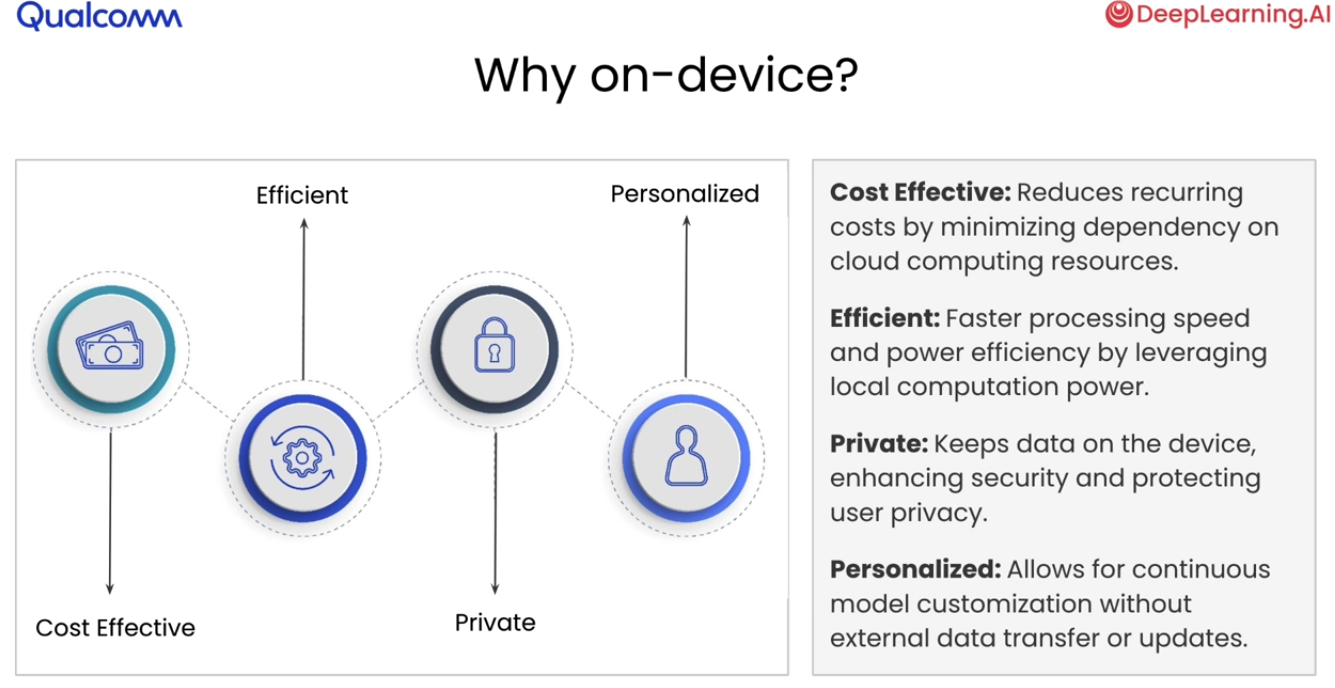 Qualcomm
DeepLearning.AI
Why on-device?
Efficient
Personalized
Cost Effective
Private
Cost Effective: Reduces recurring
costs by minimizing dependency on
cloud computing resources.
Efficient: Faster processing speed
and power efficiency by leveraging
local computation power.
Private: Keeps data on the device,
enhancing security and protecting
user privacy.
Personalized: Allows for continuous
model customization without
external data transfer or updates.